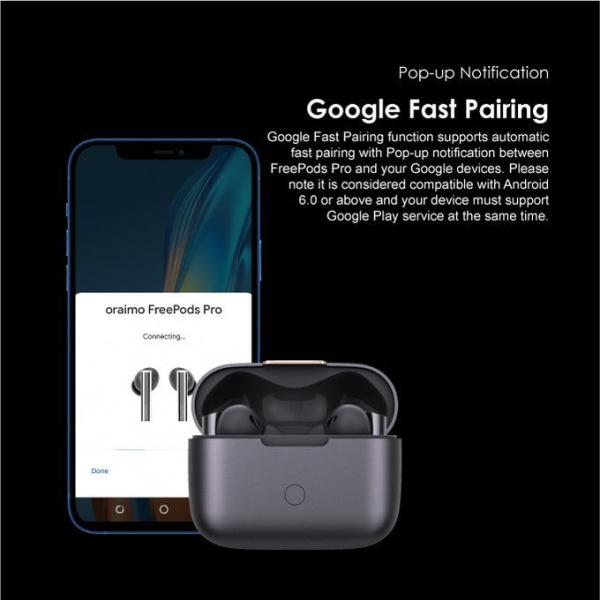 Pop-up Notification
Google Fast Pairing
Google Fast Pairing function supports automatic
fast pairing with Pop-up notification between
FreePods Pro and your Google devices. Please
note it is considered compatible with Android
6.0 or above and your device must support
Google Play service at the same time.
oraimo FreePods Pro
Connecting...
Done